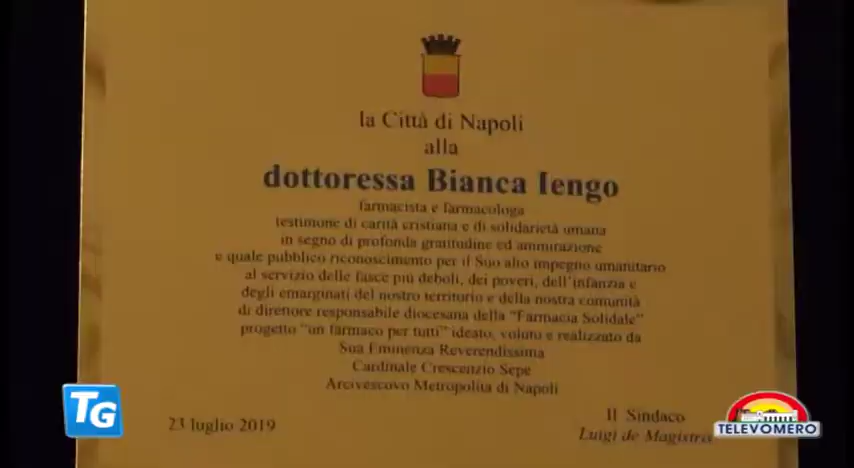 la Città di Napoli
alla
dottoressa Bianca Iengo
farmacista e farmacologa
testimone di carità cristiana e di solidarietà umana
in segno di profonda gratitudine ed ammirazione
e quale pubblico riconoscimento per il Suo alto impegno umanitario
al servizio delle fasce più deboli, dei poveri, dell'infanzia e
degli emarginati del nostro territorio e della nostra comunità
di direttore responsabile diocesana della "Farmacia Solidale"
progetto "un farmaco per tutti" ideato, voluto e realizzato da
Sua Eminenza Reverendissima
Cardinale Crescenzio Sepe
Arcivescovo Metropolita di Napoli
23 luglio 2019
Il Sindaco
Luigi de Magistris
TG
TELEVOMERO